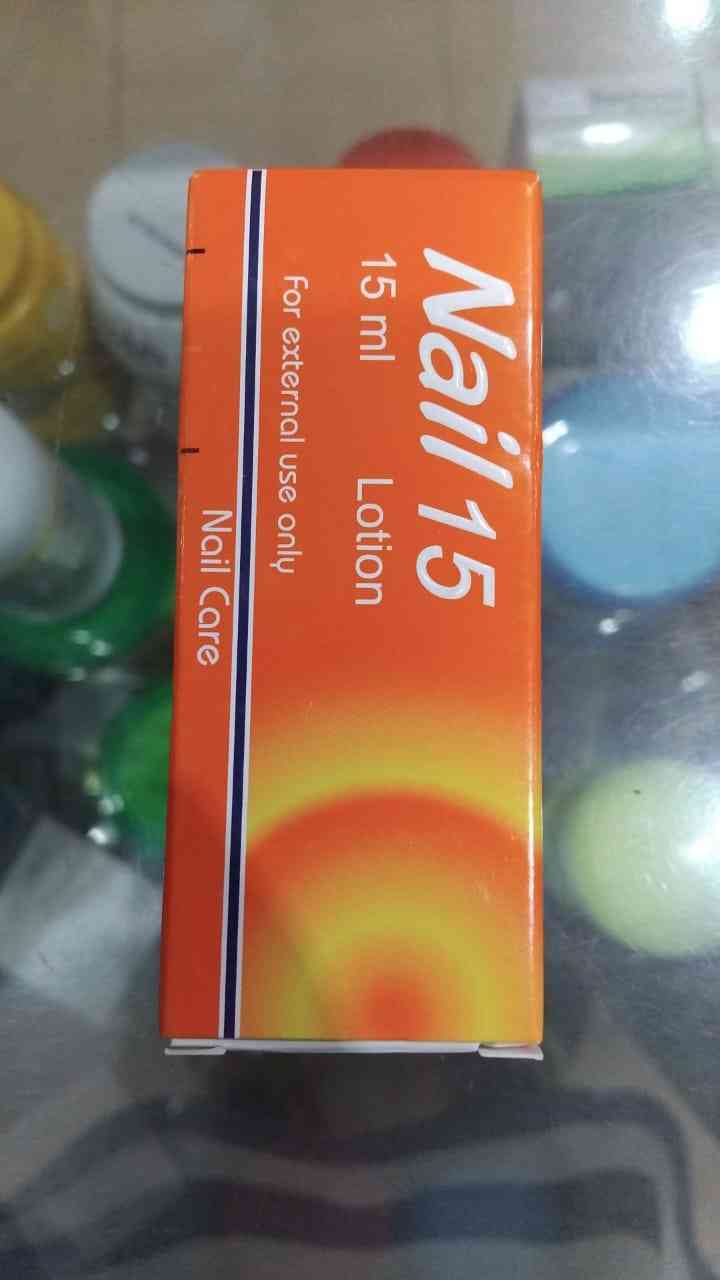 Nail 15
15 ml Lotion
For external use only
Nail Care